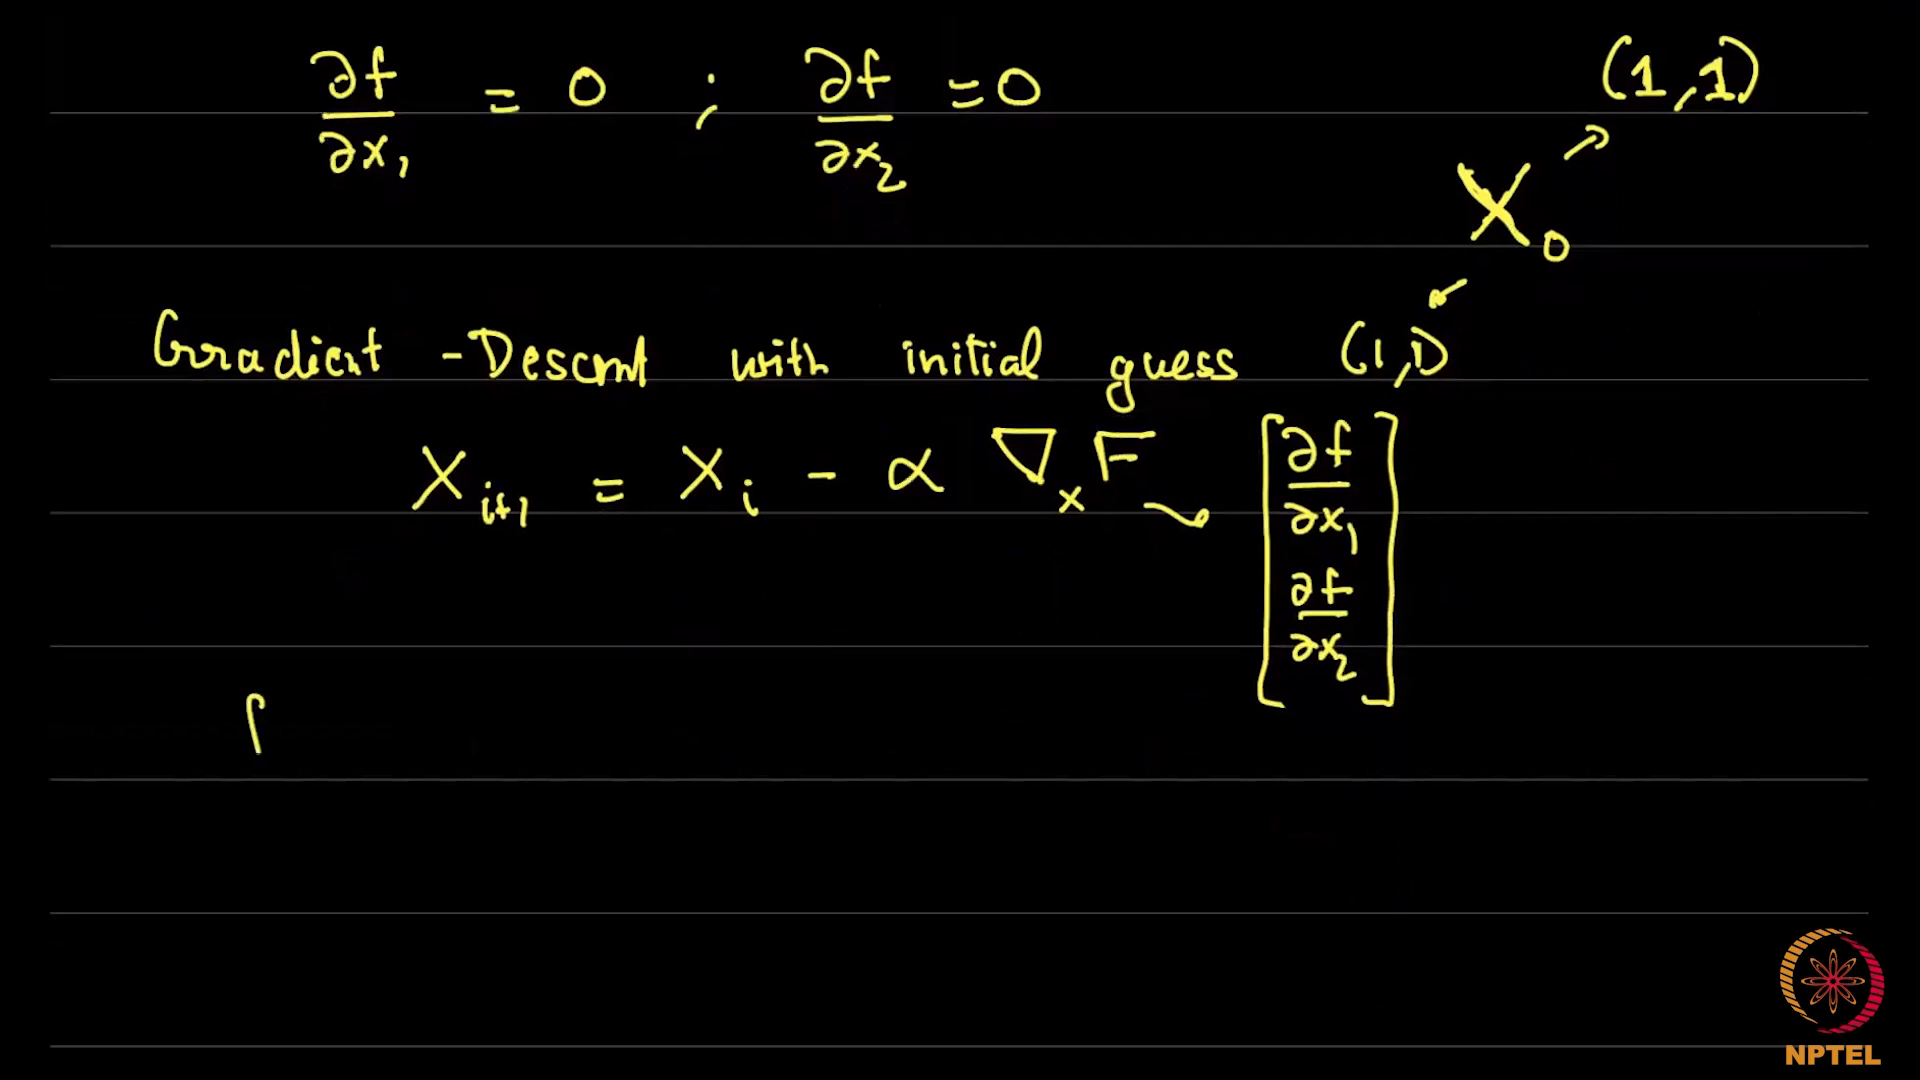 ∂f/∂x₁ = 0 ; ∂f/∂x₂ = 0
(1,1)
X₀
Gradient - Descent with initial guess (1,1)
Xᵢ₊₁ = Xᵢ - α ∇ₓF [∂f/∂x₁ ∂f/∂x₂]
NPTEL